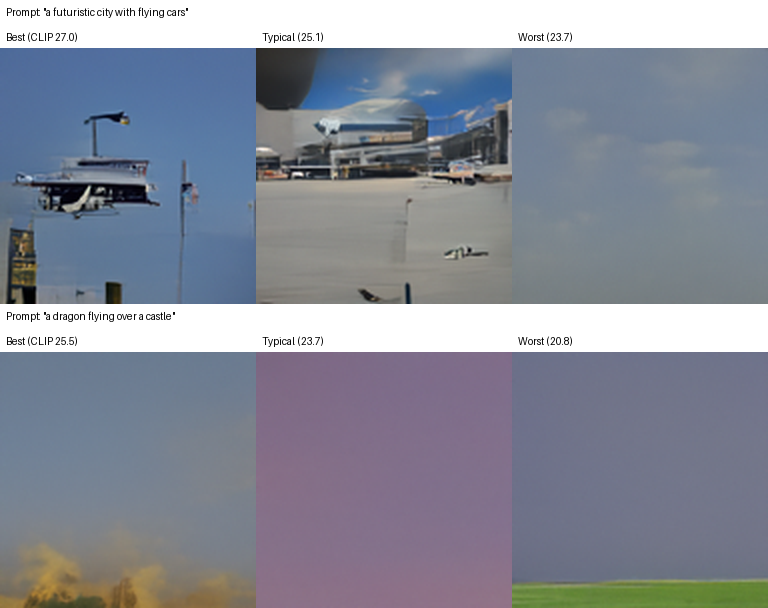 Prompt: "a futuristic city with flying cars"
Best (CLIP 27.0) Typical (25.1) Worst (23.7)
Prompt: "a dragon flying over a castle"
Best (CLIP 25.5) Typical (23.7) Worst (20.8)